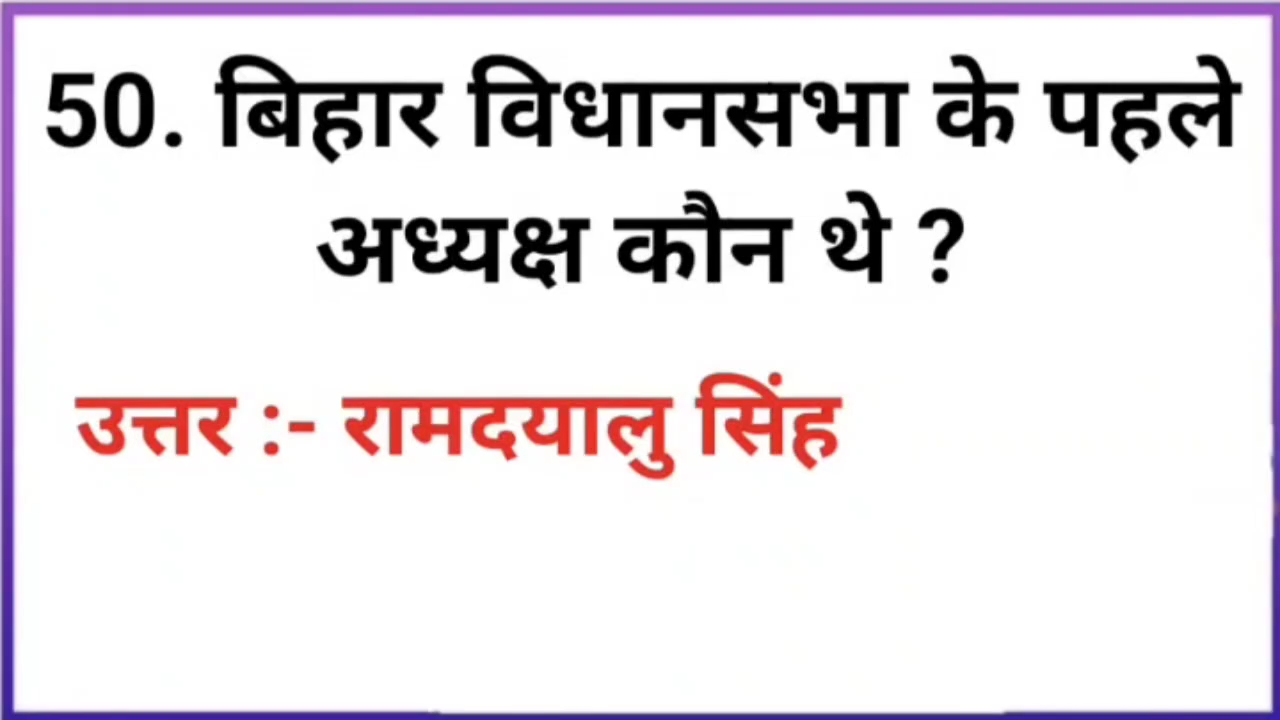 50. बिहार विधानसभा के पहले
अध्यक्ष कौन थे ?
उत्तर :- रामदयालु सिंह